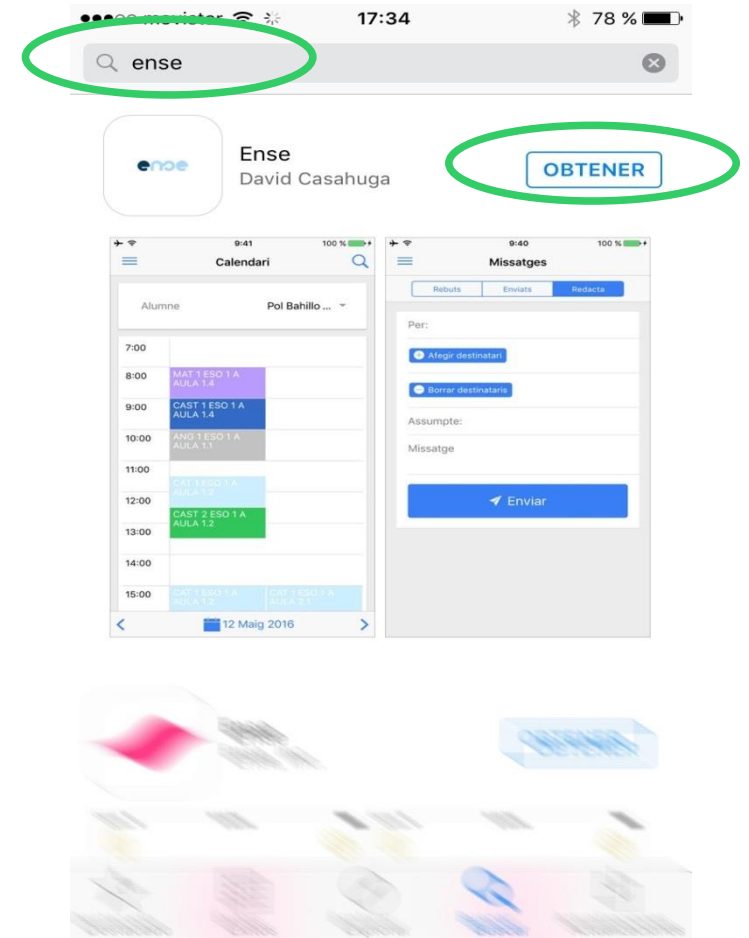 movistar 17:34 78 %
ense
ense
Ense
David Casahuga
OBTENER
9:41 100 %
Calendari
Alumne Pol Bahillo ...
7:00
8:00 MAT 1 ESO 1 A
AULA 1.4
9:00 CAST 1 ESO 1 A
AULA 1.4
10:00 ANG 1 ESO 1 A
AULA 1.1
11:00
CAT 1 ESO 1 A
AULA 1.2
12:00
CAST 2 ESO 1 A
AULA 1.2
13:00
14:00
15:00 CAT 1 ESO 1 A CAT 1 ESO 1 A
AULA 2.1
12 Maig 2016
9:40 100 %
Missatges
Rebuts Enviats Redacta
Per:
Afegir destinatari
Borrar destinataris
Assumpte:
Missatge
Enviar
OBTENER